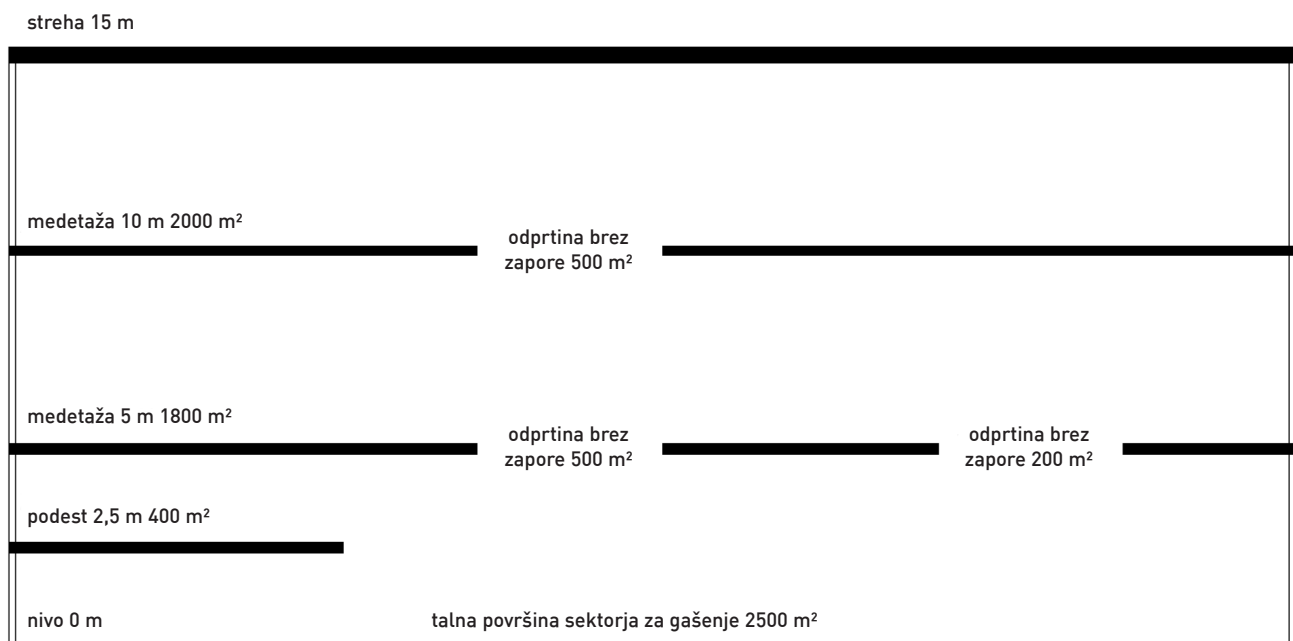 streha 15 m
medetaža 10 m 2000 m²
odprtina brez
zapore 500 m²
medetaža 5 m 1800 m²
odprtina brez
zapore 500 m²
odprtina brez
zapore 200 m²
podest 2,5 m 400 m²
nivo 0 m
talna površina sektorja za gašenje 2500 m²